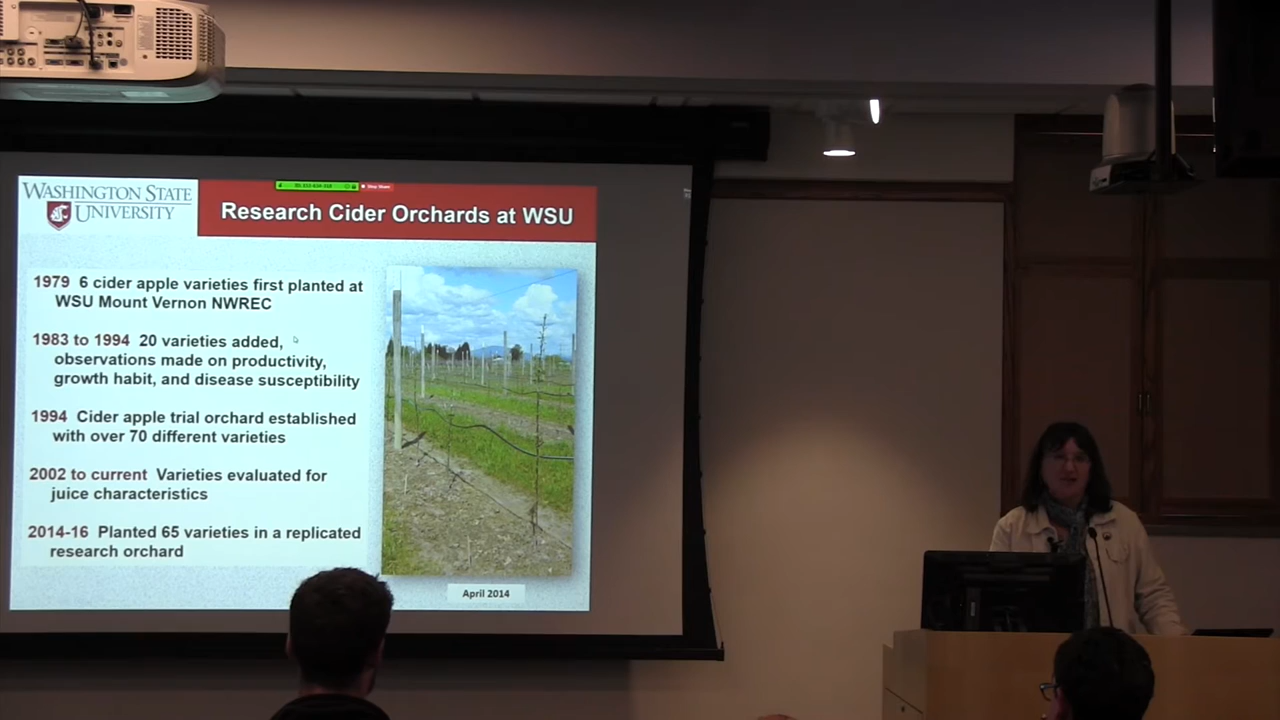 WASHINGTON STATE
UNIVERSITY
Stop Share
Research Cider Orchards at WSU
1979 6 cider apple varieties first planted at
WSU Mount Vernon NWREC
1983 to 1994 20 varieties added,
observations made on productivity,
growth habit, and disease susceptibility
1994 Cider apple trial orchard established
with over 70 different varieties
2002 to current Varieties evaluated for
juice characteristics
2014-16 Planted 65 varieties in a replicated
research orchard
April 2014